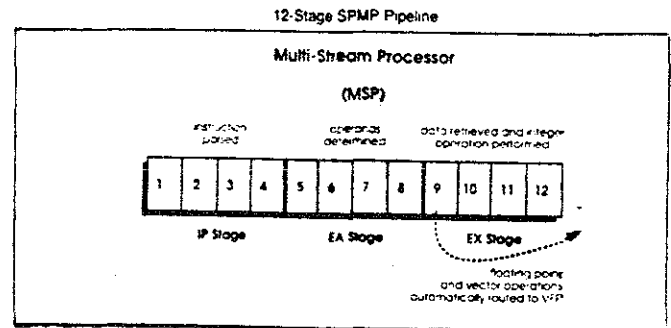 12-Stage SPMP Pipeline
Multi-Stream Processor
(MSP)
instruction
parsed
operands
determined
data retrieved and integer
operation performed
1 2 3 4 5 6 7 8 9 10 11 12
IP Stage EA Stage EX Stage
floating point
and vector operations
automatically routed to VFP